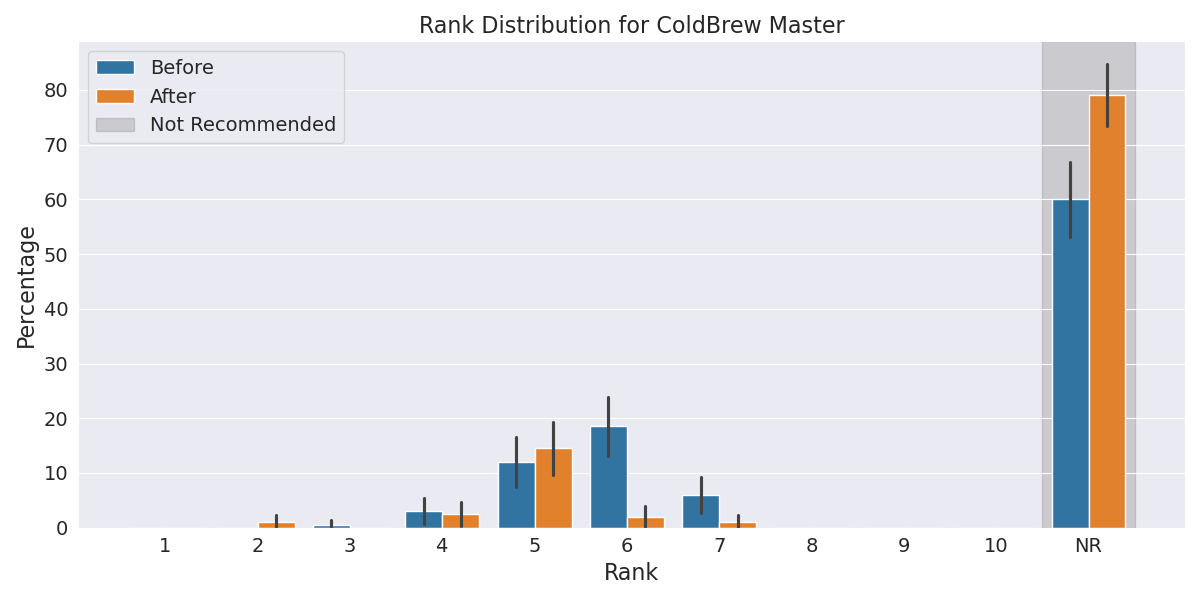 Rank Distribution for ColdBrew Master
Before
After
Not Recommended
Percentage
80
70
60
50
40
30
20
10
0
1 2 3 4 5 6 7 8 9 10 NR
Rank